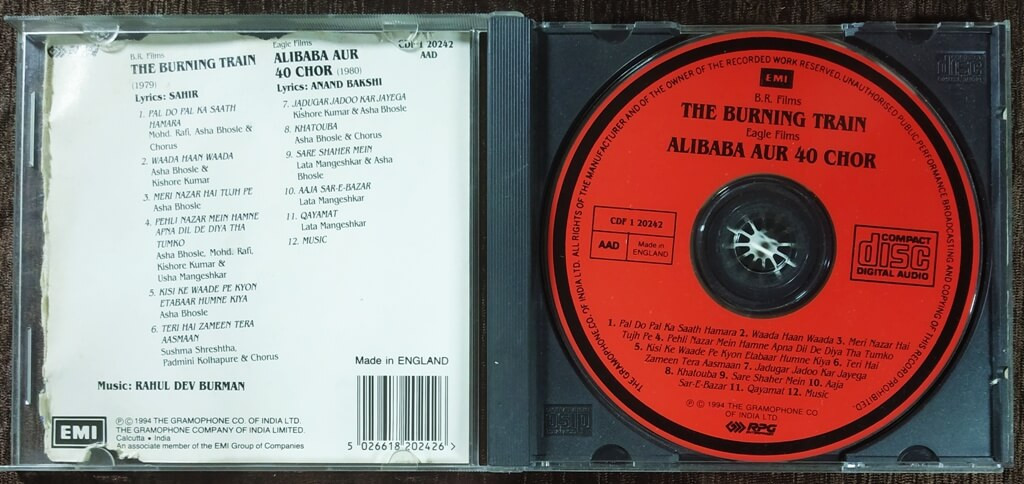 B.R. Films
THE BURNING TRAIN
(1979)
Lyrics: SAHIR
1. PAL DO PAL KA SAATH
HAMARA
Mohd. Rafi, Asha Bhosle &
Chorus
2. WAADA HAAN WAADA
Asha Bhosle &
Kishore Kumar
3. MERI NAZAR HAI TUJH PE
Asha Bhosle
4. PEHLI NAZAR MEIN HAMNE
APNA DIL DE DIYA THA
TUMKO
Asha Bhosle, Mohd. Rafi,
Kishore Kumar &
Usha Mangeshkar
5. KISI KE WAADE PE KYON
ETABAAR HUMNE KIYA
Asha Bhosle
6. TERI HAI ZAMEEN TERA
AASMAAN
Sushma Shreshtha,
Padmini Kolhapure & Chorus
Eagle Films
ALIBABA AUR
40 CHOR (1980)
Lyrics: ANAND BAKSHI
7. JADUGAR JADOO KAR JAYEGA
Kishore Kumar & Asha Bhosle
8. KHATOUBA
Asha Bhosle & Chorus
9. SARE SHAHER MEIN
Lata Mangeshkar & Asha
Bhosle
10. AAJA SAR-E-BAZAR
Lata Mangeshkar
11. QAYAMAT
Lata Mangeshkar
12. MUSIC
CDF 1 20242
AAD
Music: RAHUL DEV BURMAN
Made in ENGLAND
5 026618 202426 >
EMI
℗ © 1994 THE GRAMOPHONE CO. OF INDIA LTD.
THE GRAMOPHONE COMPANY OF INDIA LIMITED.
Calcutta • India
An associate member of the EMI Group of Companies
ALL RIGHTS OF THE MANUFACTURER AND OF THE OWNER OF THE RECORDED WORK RESERVED. UNAUTHORISED PUBLIC PERFORMANCE BROADCASTING AND COPYING OF THIS RECORD PROHIBITED.
THE GRAMOPHONE CO. OF INDIA LTD.
EMI
B.R. Films
THE BURNING TRAIN
Eagle Films
ALIBABA AUR 40 CHOR
CDF 1 20242
AAD
Made in
ENGLAND
COMPACT
disc
DIGITAL AUDIO
1. Pal Do Pal Ka Saath Hamara 2. Waada Haan Waada 3. Meri Nazar Hai
Tujh Pe 4. Pehli Nazar Mein Hamne Apna Dil De Diya Tha Tumko
5. Kisi Ke Waade Pe Kyon Etabaar Humne Kiya 6. Teri Hai
Zameen Tera Aasmaan 7. Jadugar Jadoo Kar Jayega
8. Khatouba 9. Sare Shaher Mein 10. Aaja
Sar-E-Bazar 11. Qayamat 12. Music
℗ © 1994 THE GRAMOPHONE CO
OF INDIA LTD
RPG
disc